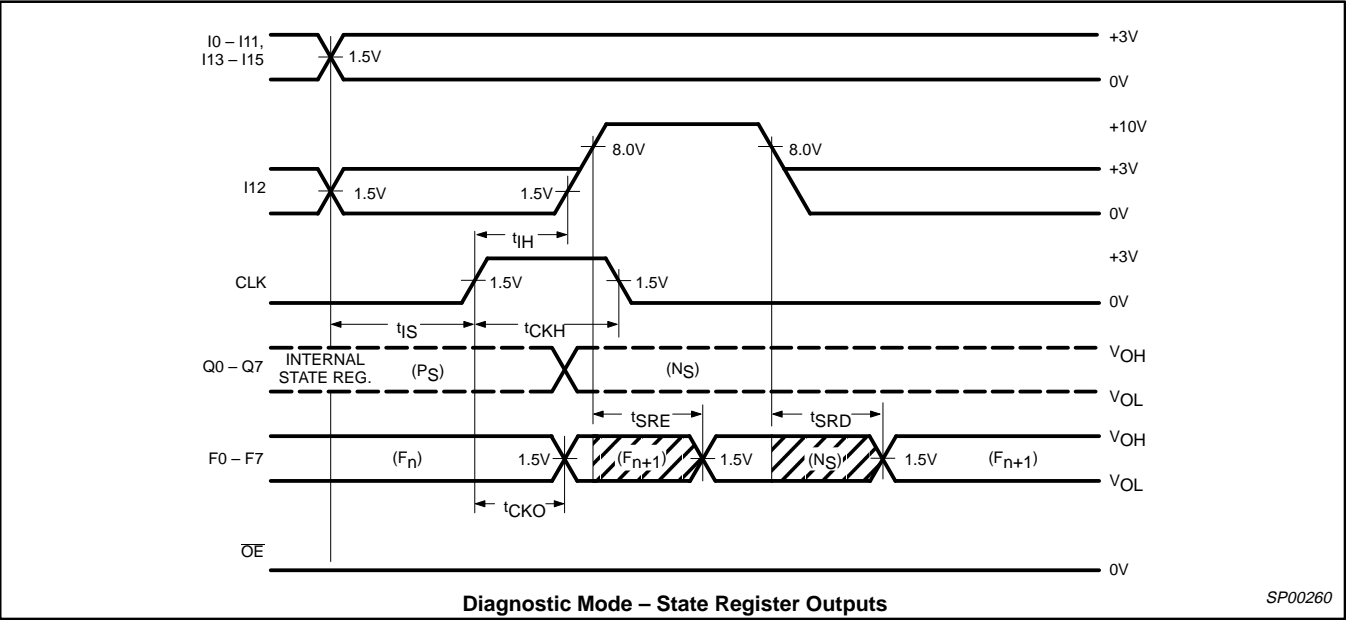 I0 – I11,
I13 – I15
1.5V
+3V
0V
+10V
8.0V
8.0V
+3V
I12
1.5V
1.5V
0V
tIH
+3V
CLK
1.5V
1.5V
0V
tIS
tCKH
Q0 – Q7
INTERNAL
STATE REG.
(PS)
(NS)
VOH
VOL
tSRE
tSRD
F0 – F7
(Fn)
1.5V
(Fn+1)
1.5V
(NS)
1.5V
(Fn+1)
VOH
VOL
tCKO
OE
0V
Diagnostic Mode – State Register Outputs
SP00260